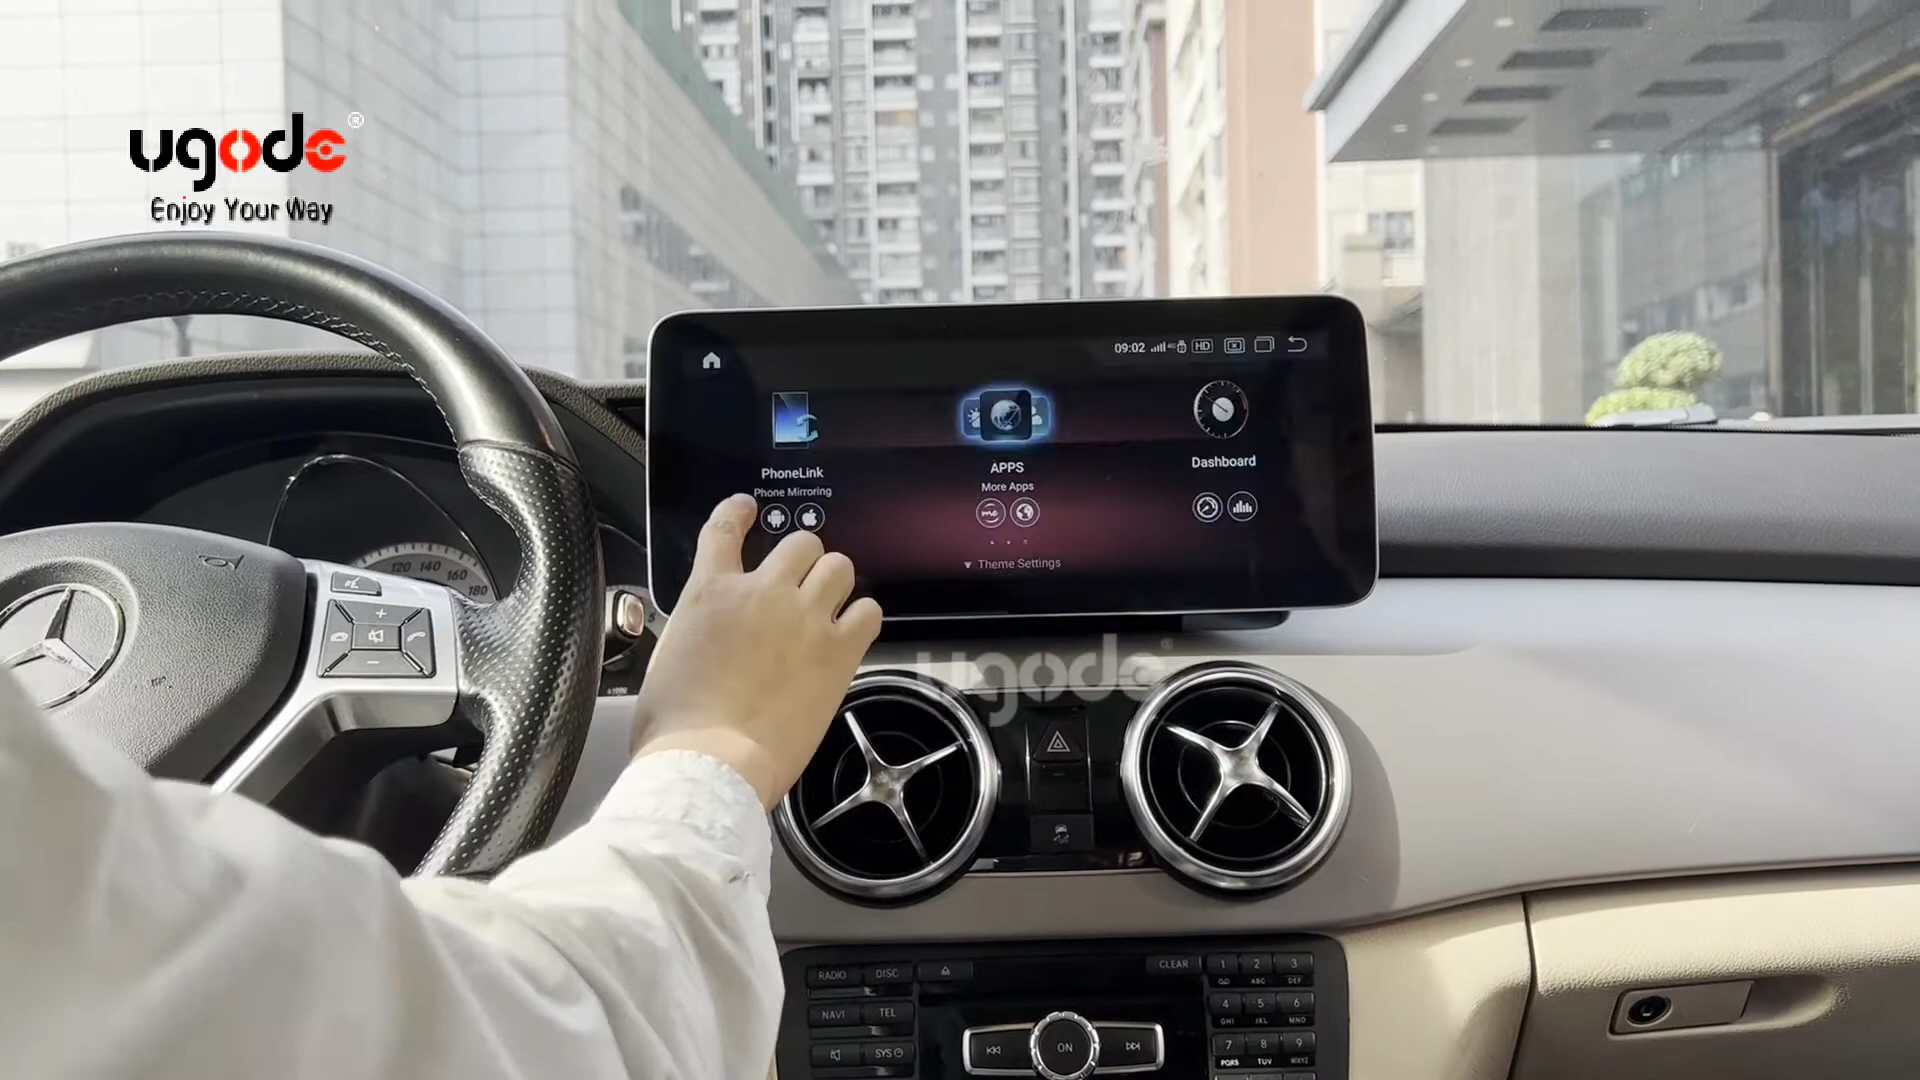 ugode®
Enjoy Your Way
09:02 4G HD
PhoneLink
Phone Mirroring
APPS
More Apps
me
Dashboard
Theme Settings
120 140 160 180
ugode
RADIO DISC
NAVI TEL
SYS
ON
CLEAR 1 2 3
ABC DEF
4 5 6
GHI JKL MNO
7 8 9
PQRS TUV WXYZ